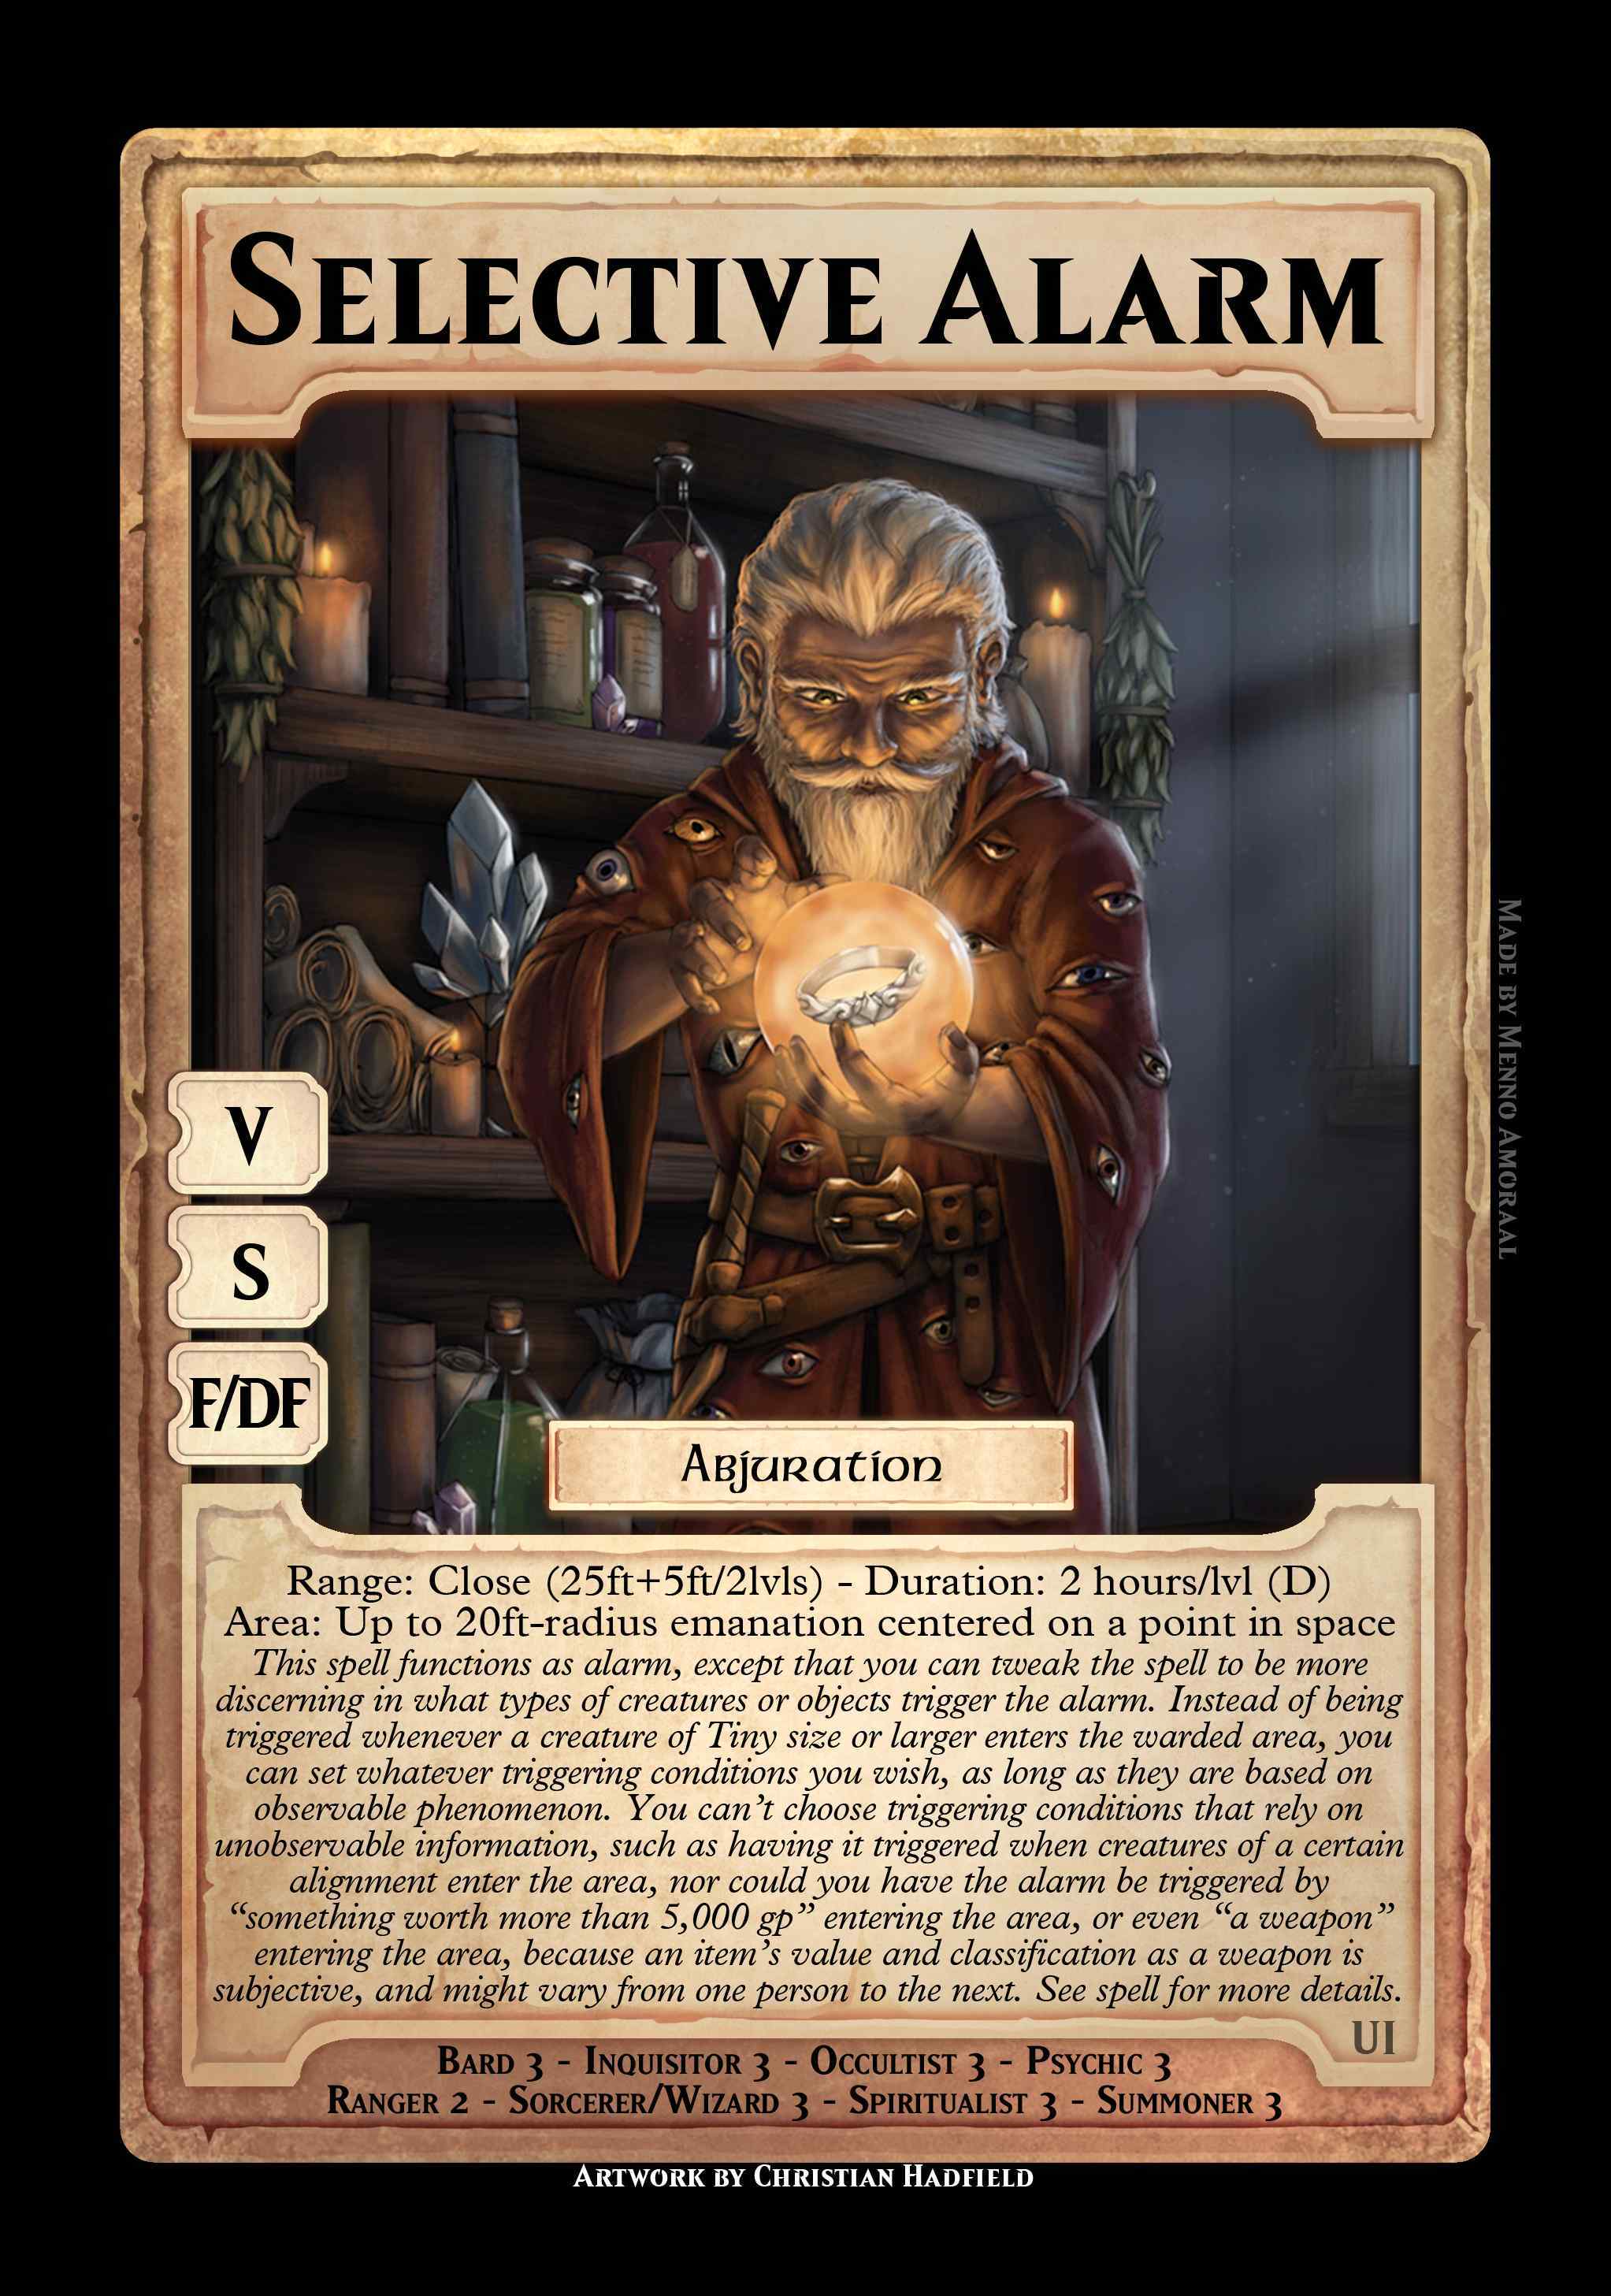 Selective Alarm
V
S
F/DF
Abjuration
Range: Close (25ft+5ft/2lvls) - Duration: 2 hours/lvl (D)
Area: Up to 20ft-radius emanation centered on a point in space
This spell functions as alarm, except that you can tweak the spell to be more
discerning in what types of creatures or objects trigger the alarm. Instead of being
triggered whenever a creature of Tiny size or larger enters the warded area, you
can set whatever triggering conditions you wish, as long as they are based on
observable phenomenon. You can't choose triggering conditions that rely on
unobservable information, such as having it triggered when creatures of a certain
alignment enter the area, nor could you have the alarm be triggered by
“something worth more than 5,000 gp” entering the area, or even “a weapon”
entering the area, because an item's value and classification as a weapon is
subjective, and might vary from one person to the next. See spell for more details.
UI
Bard 3 - Inquisitor 3 - Occultist 3 - Psychic 3
Ranger 2 - Sorcerer/Wizard 3 - Spiritualist 3 - Summoner 3
Artwork by Christian Hadfield
Made by Menno Amoraal